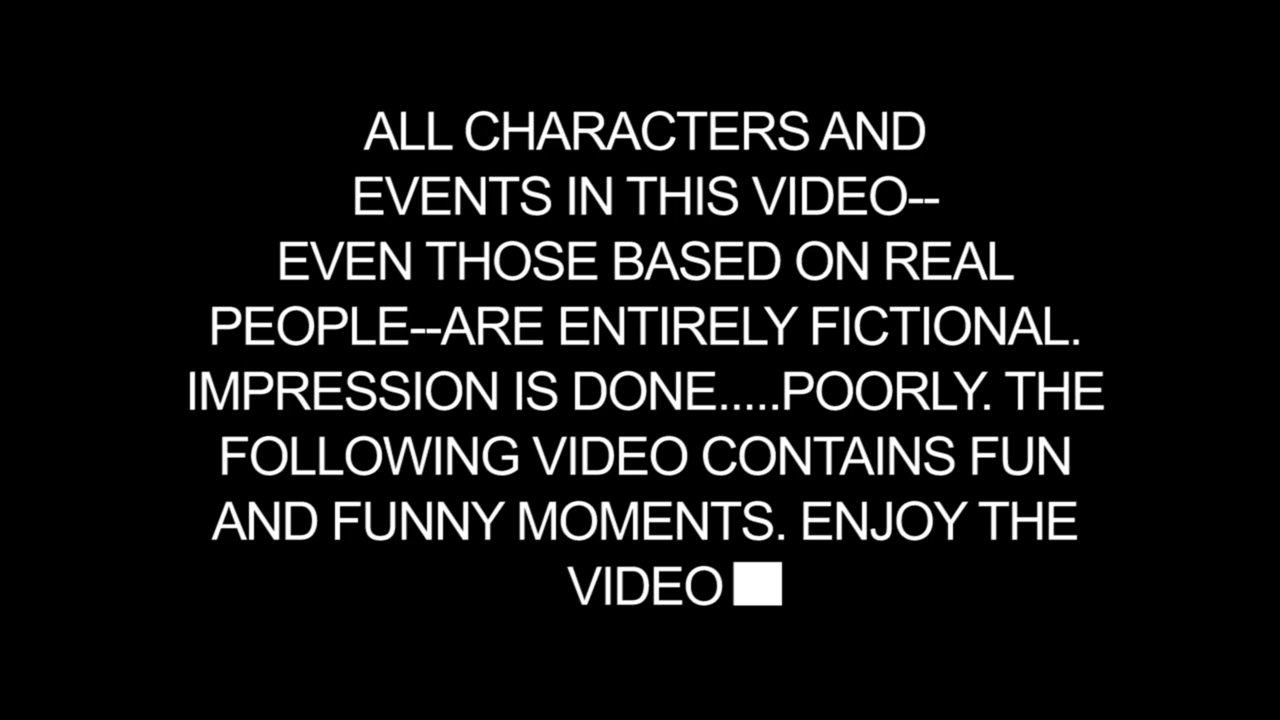 ALL CHARACTERS AND
EVENTS IN THIS VIDEO--
EVEN THOSE BASED ON REAL
PEOPLE--ARE ENTIRELY FICTIONAL.
IMPRESSION IS DONE.....POORLY. THE
FOLLOWING VIDEO CONTAINS FUN
AND FUNNY MOMENTS. ENJOY THE
VIDEO